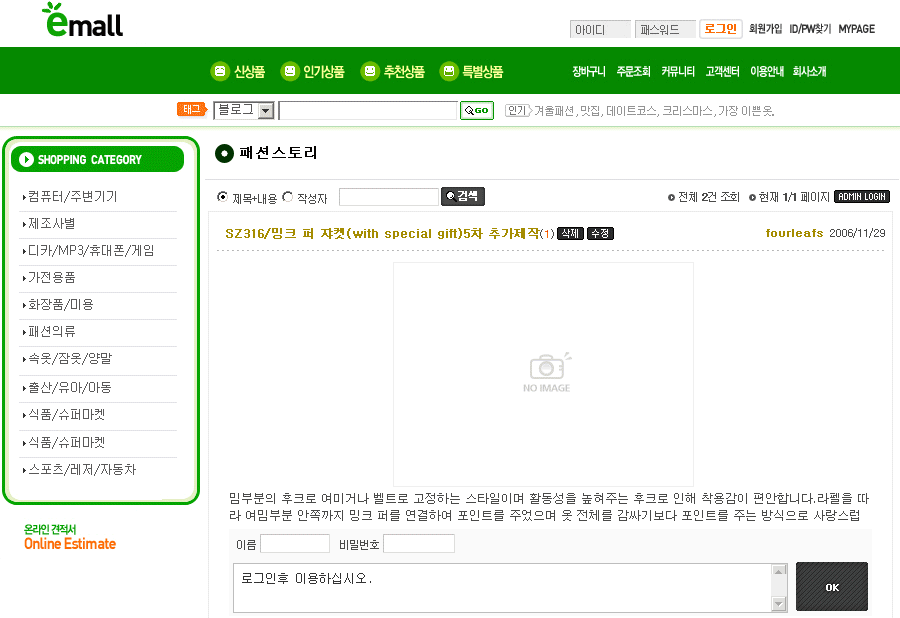 emall
아이디 패스워드 로그인 회원가입 ID/PW찾기 MYPAGE
신상품 인기상품 추천상품 특별상품 장바구니 주문조회 커뮤니티 고객센터 이용안내 회사소개
태그 블로그 GO 인기 겨울패션, 맛집, 데이트코스, 크리스마스, 가장 이쁜 옷.
SHOPPING CATEGORY
컴퓨터/주변기기
제조사별
디카/MP3/휴대폰/게임
가전용품
화장품/미용
패션의류
속옷/잠옷/양말
출산/유아/아동
식품/슈퍼마켓
식품/슈퍼마켓
스포츠/레저/자동차
온라인 견적서
Online Estimate
패션스토리
제목+내용 작성자 검색 전체 2건 조회 현재 1/1 페이지 ADMIN LOGIN
SZ316/밍크 퍼 자켓(with special gift)5차 추가제작(1) 삭제 수정 fourleafs 2006/11/29
NO IMAGE
밈부분의 후크로 여미거나 벨트로 고정하는 스타일이며 활동성을 높혀주는 후크로 인해 착용감이 편안합니다.라펠을 따
라 여밈부분 안쪽까지 밍크 퍼를 연결하여 포인트를 주었으며 옷 전체를 감싸기보다 포인트를 주는 방식으로 사랑스럽
이름 비밀번호
로그인후 이용하십시오.
OK